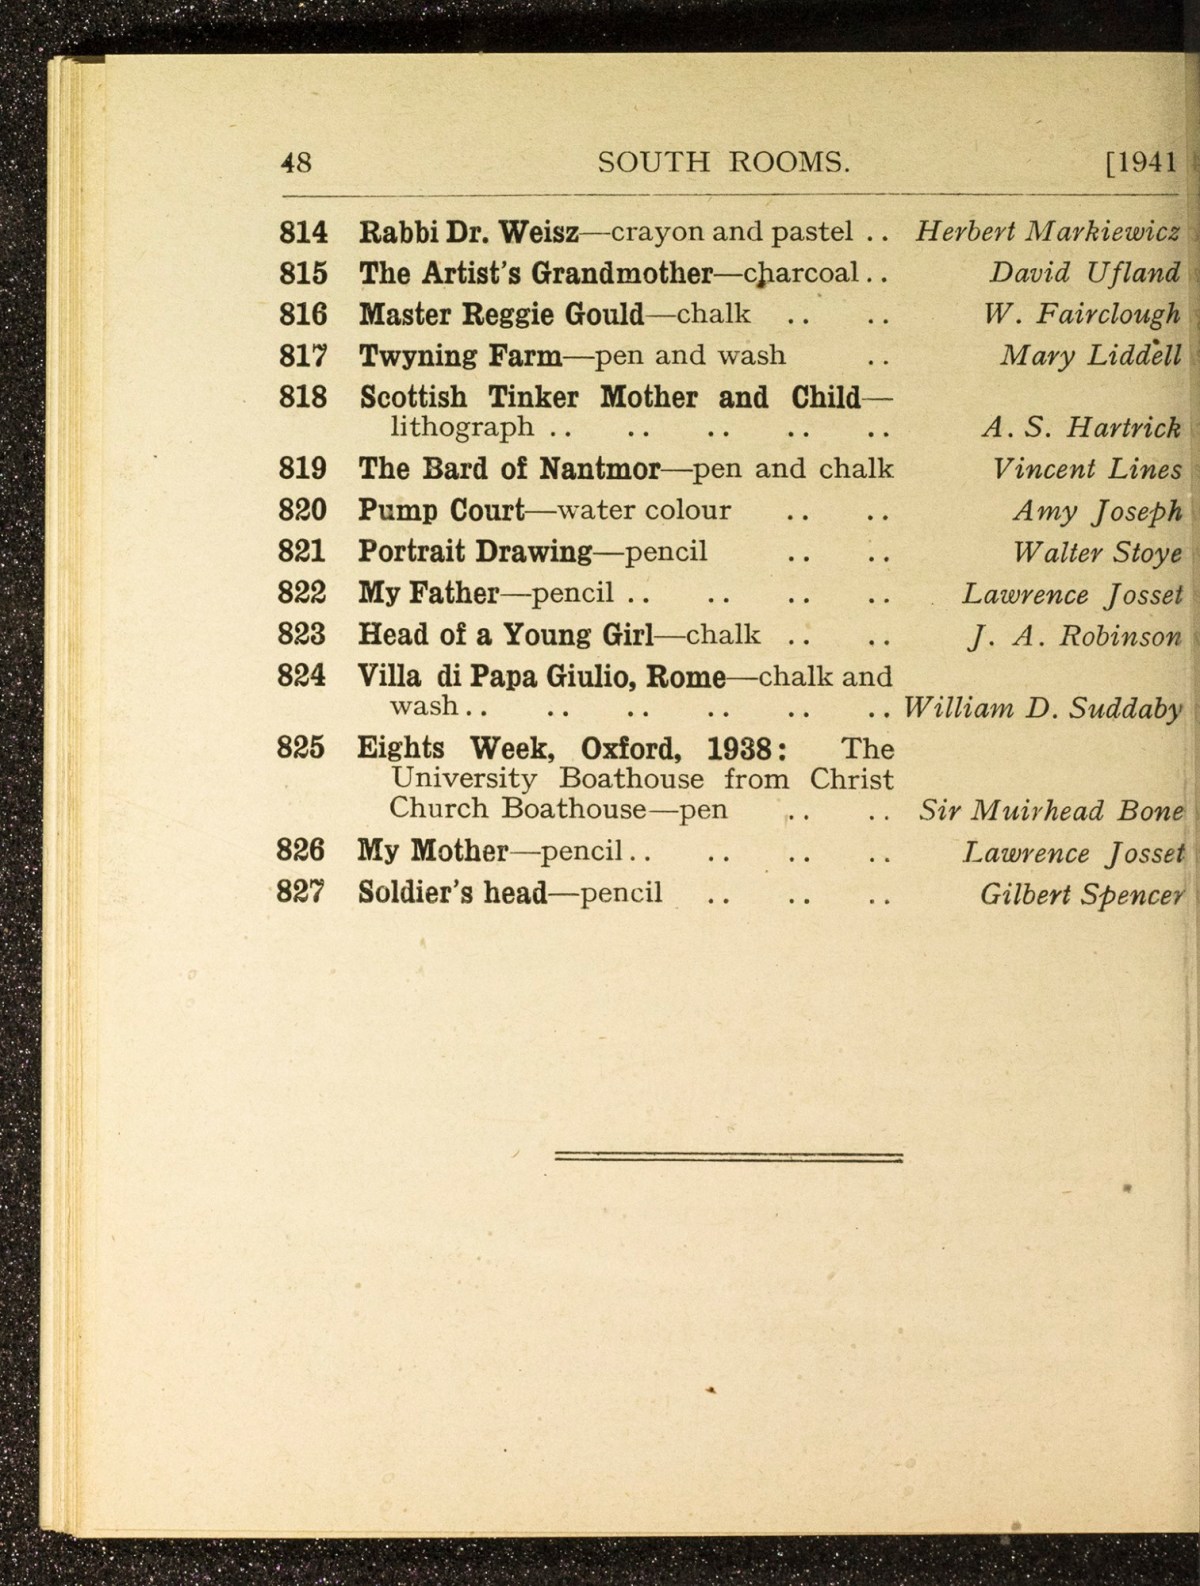 48 SOUTH ROOMS. [1941
814 Rabbi Dr. Weisz—crayon and pastel .. Herbert Markiewicz
815 The Artist's Grandmother—charcoal .. David Ufland
816 Master Reggie Gould—chalk .. .. W. Fairclough
817 Twyning Farm—pen and wash .. Mary Liddell
818 Scottish Tinker Mother and Child—
lithograph .. .. .. .. .. A. S. Hartrick
819 The Bard of Nantmor—pen and chalk Vincent Lines
820 Pump Court—water colour .. .. Amy Joseph
821 Portrait Drawing—pencil .. .. Walter Stoye
822 My Father—pencil .. .. .. .. Lawrence Josset
823 Head of a Young Girl—chalk .. .. J. A. Robinson
824 Villa di Papa Giulio, Rome—chalk and
wash .. .. .. .. .. .. William D. Suddaby
825 Eights Week, Oxford, 1938: The
University Boathouse from Christ
Church Boathouse—pen .. .. Sir Muirhead Bone
826 My Mother—pencil .. .. .. .. Lawrence Josset
827 Soldier's head—pencil .. .. .. Gilbert Spencer